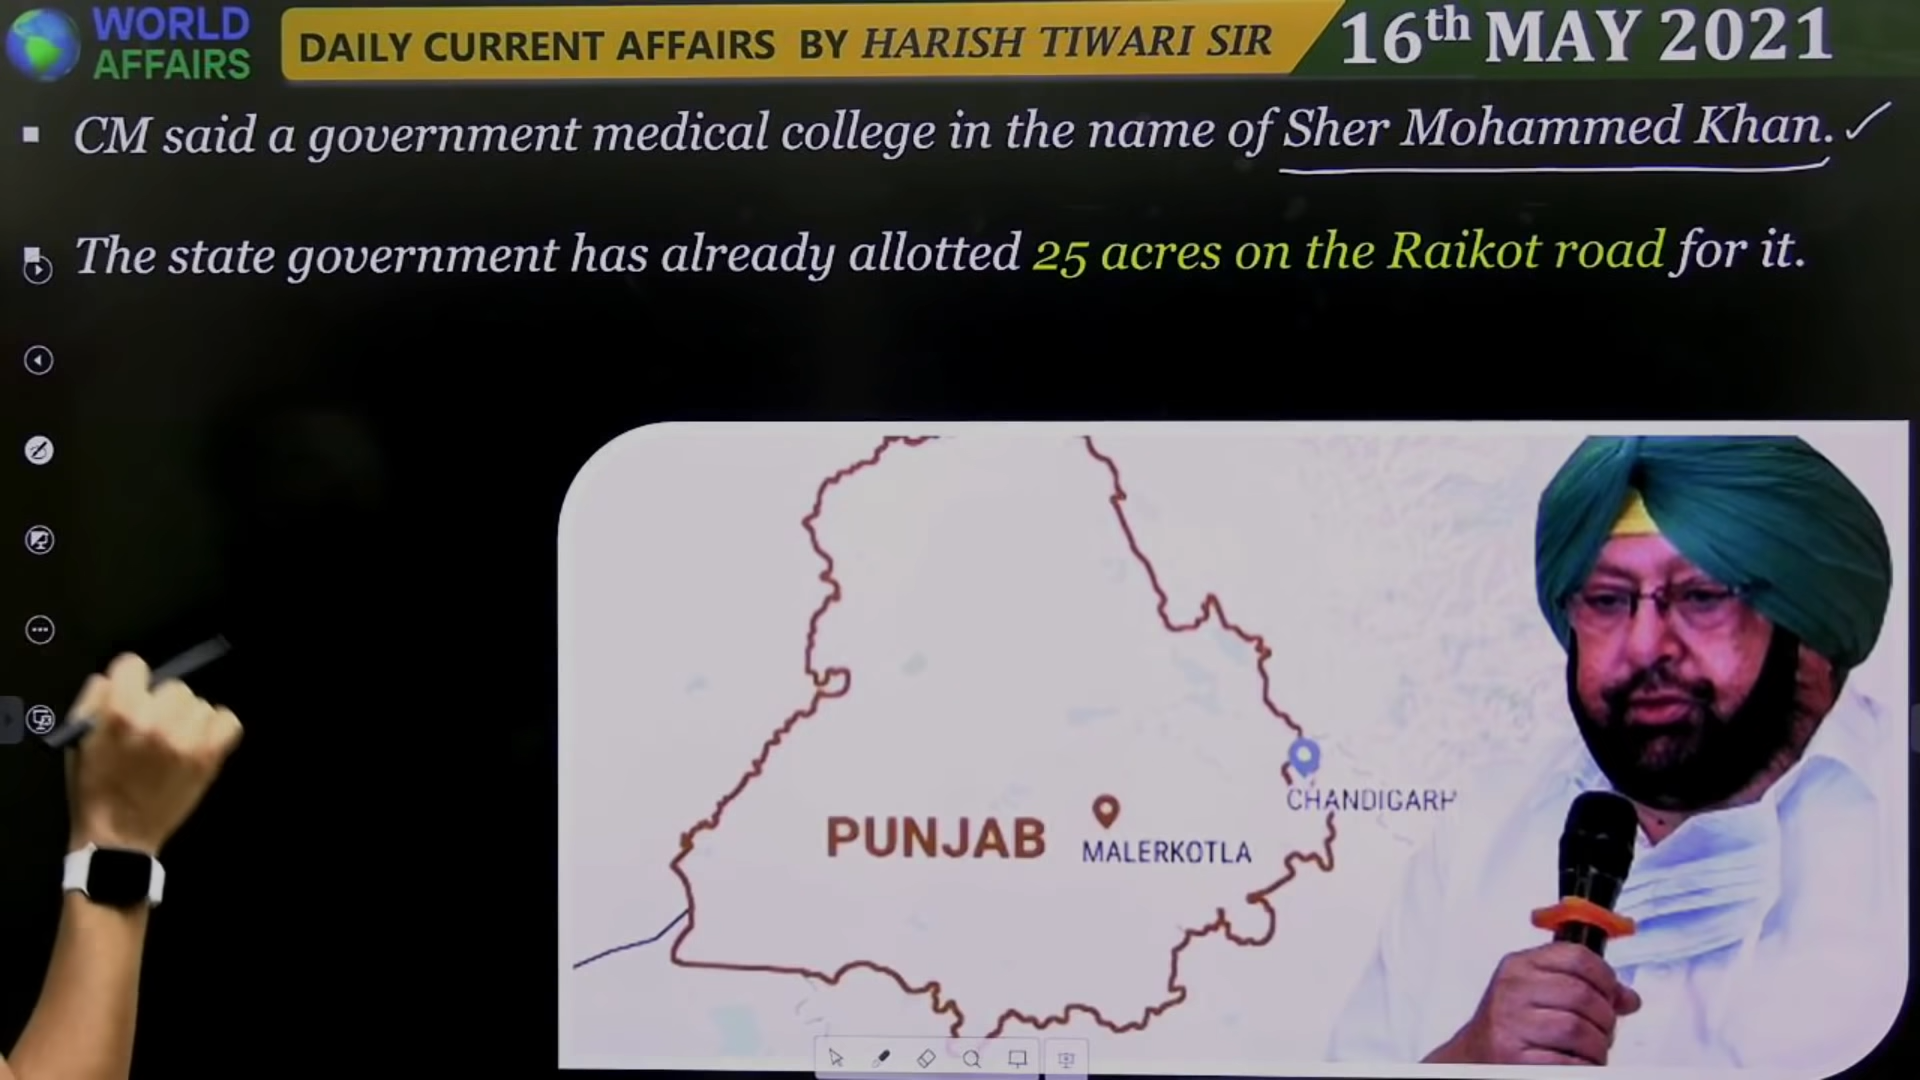 WORLD
AFFAIRS
DAILY CURRENT AFFAIRS BY HARISH TIWARI SIR
16th MAY 2021
CM said a government medical college in the name of Sher Mohammed Khan.
The state government has already allotted 25 acres on the Raikot road for it.
PUNJAB
MALERKOTLA
CHANDIGARH